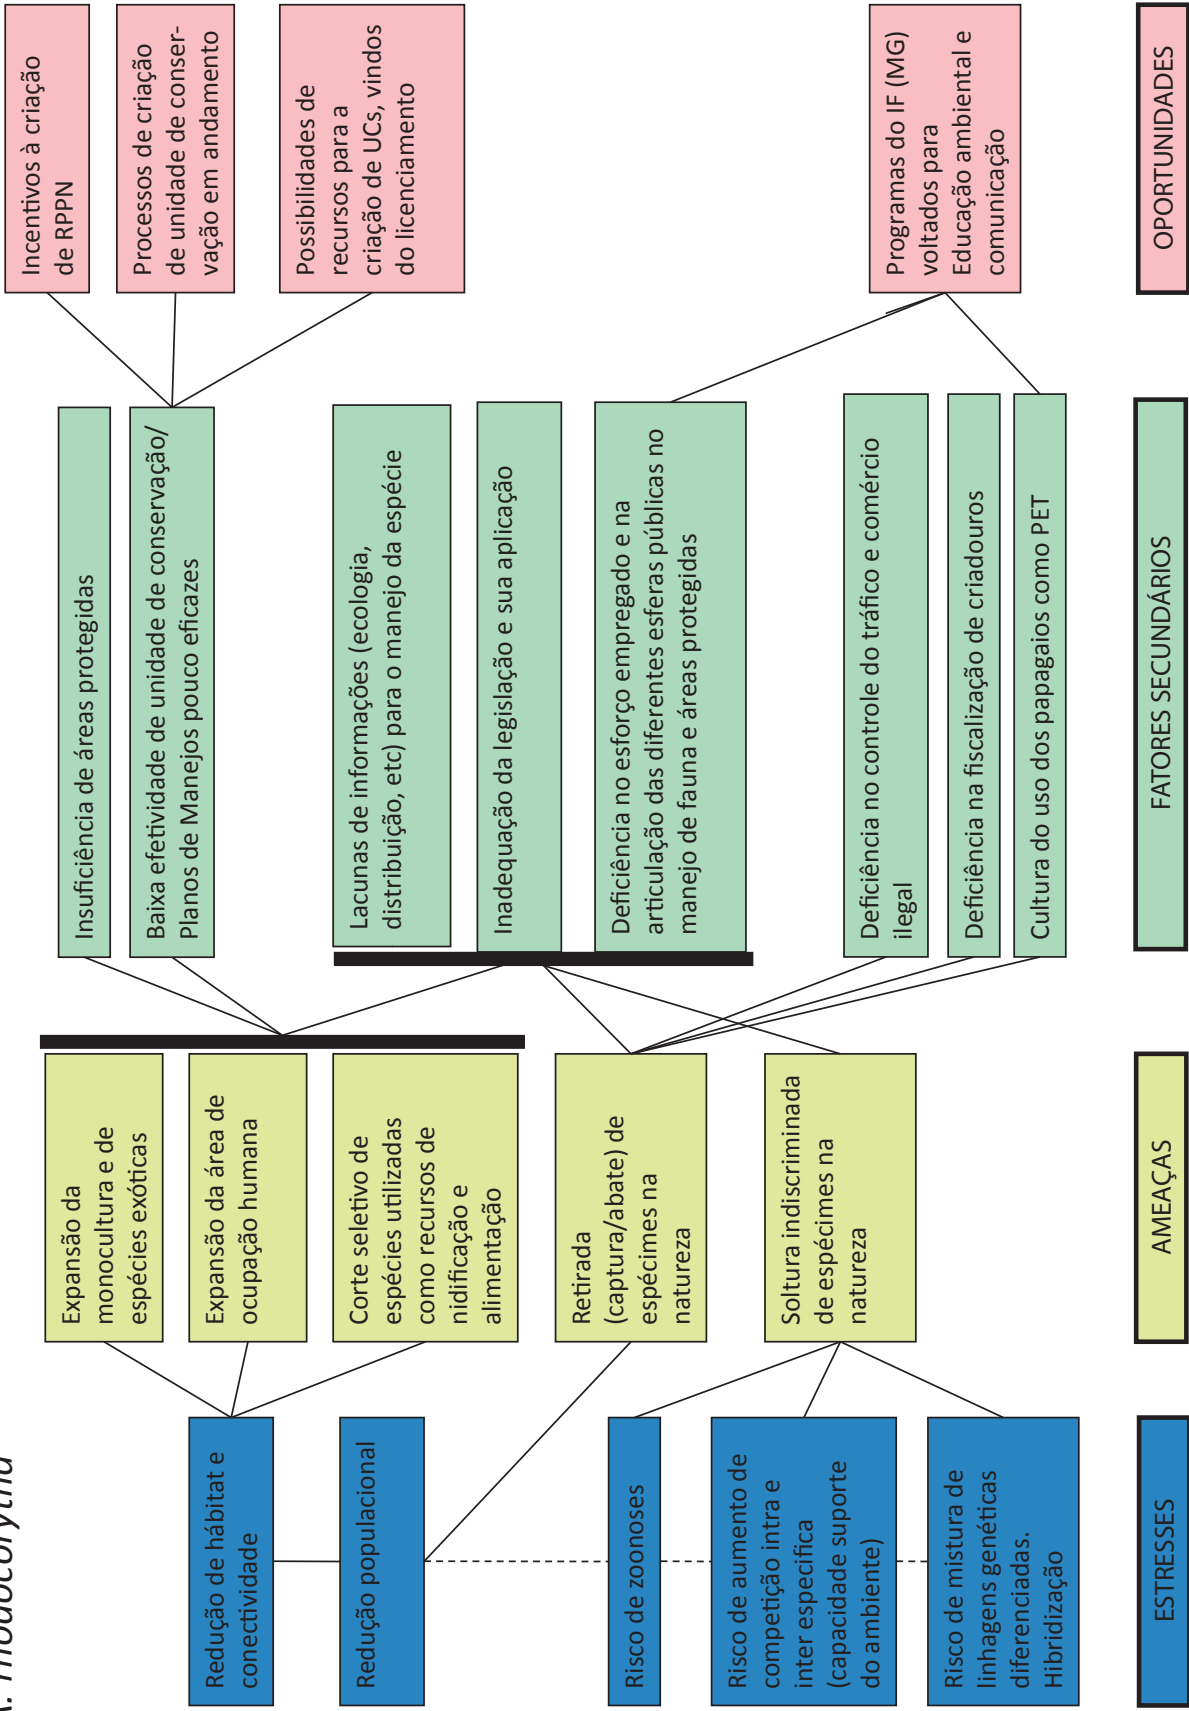 A. rhodocorytha
Redução de hábitat e
conectividade
Redução populacional
Risco de zoonoses
Risco de aumento de
competição intra e
inter especifica
(capacidade suporte
do ambiente)
Risco de mistura de
linhagens genéticas
diferenciadas.
Hibridização
ESTRESSES
Expansão da
monocultura e de
espécies exóticas
Expansão da área de
ocupação humana
Corte seletivo de
espécies utilizadas
como recursos de
nidificação e
alimentação
Retirada
(captura/abate) de
espécimes na
natureza
Soltura indiscriminada
de espécimes na
natureza
AMEAÇAS
Insuficiência de áreas protegidas
Baixa efetividade de unidade de conservação/
Planos de Manejos pouco eficazes
Lacunas de informações (ecologia,
distribuição, etc) para o manejo da espécie
Inadequação da legislação e sua aplicação
Deficiência no esforço empregado e na
articulação das diferentes esferas públicas no
manejo de fauna e áreas protegidas
Deficiência no controle do tráfico e comércio
ilegal
Deficiência na fiscalização de criadouros
Cultura do uso dos papagaios como PET
FATORES SECUNDÁRIOS
Incentivos à criação
de RPPN
Processos de criação
de unidade de conser-
vação em andamento
Possibilidades de
recursos para a
criação de UCs, vindos
do licenciamento
Programas do IF (MG)
voltados para
Educação ambiental e
comunicação
OPORTUNIDADES